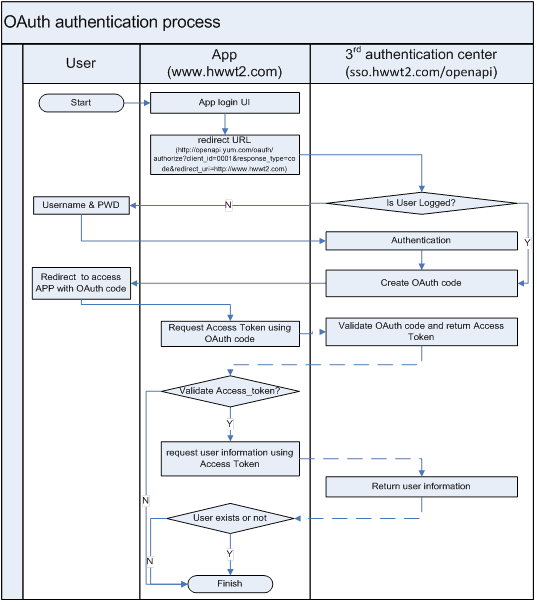 OAuth authentication process
User
App
(www.hwwt2.com)
3rd authentication center
(sso.hwwt2.com/openapi)
Start
App login UI
redirect URL
(http://openapi yum.com/oauth/
authorize?client_id=0001&response_type=co
de&redirect_uri=http://www.hwwt2.com)
Is User Logged?
N
Username & PWD
Y
Authentication
Redirect to access
APP with OAuth code
Create OAuth code
Request Access Token using
OAuth code
Validate OAuth code and return Access
Token
Validate Access_token?
Y
request user information using
Access Token
Return user information
N
User exists or not
Y
N
Finish